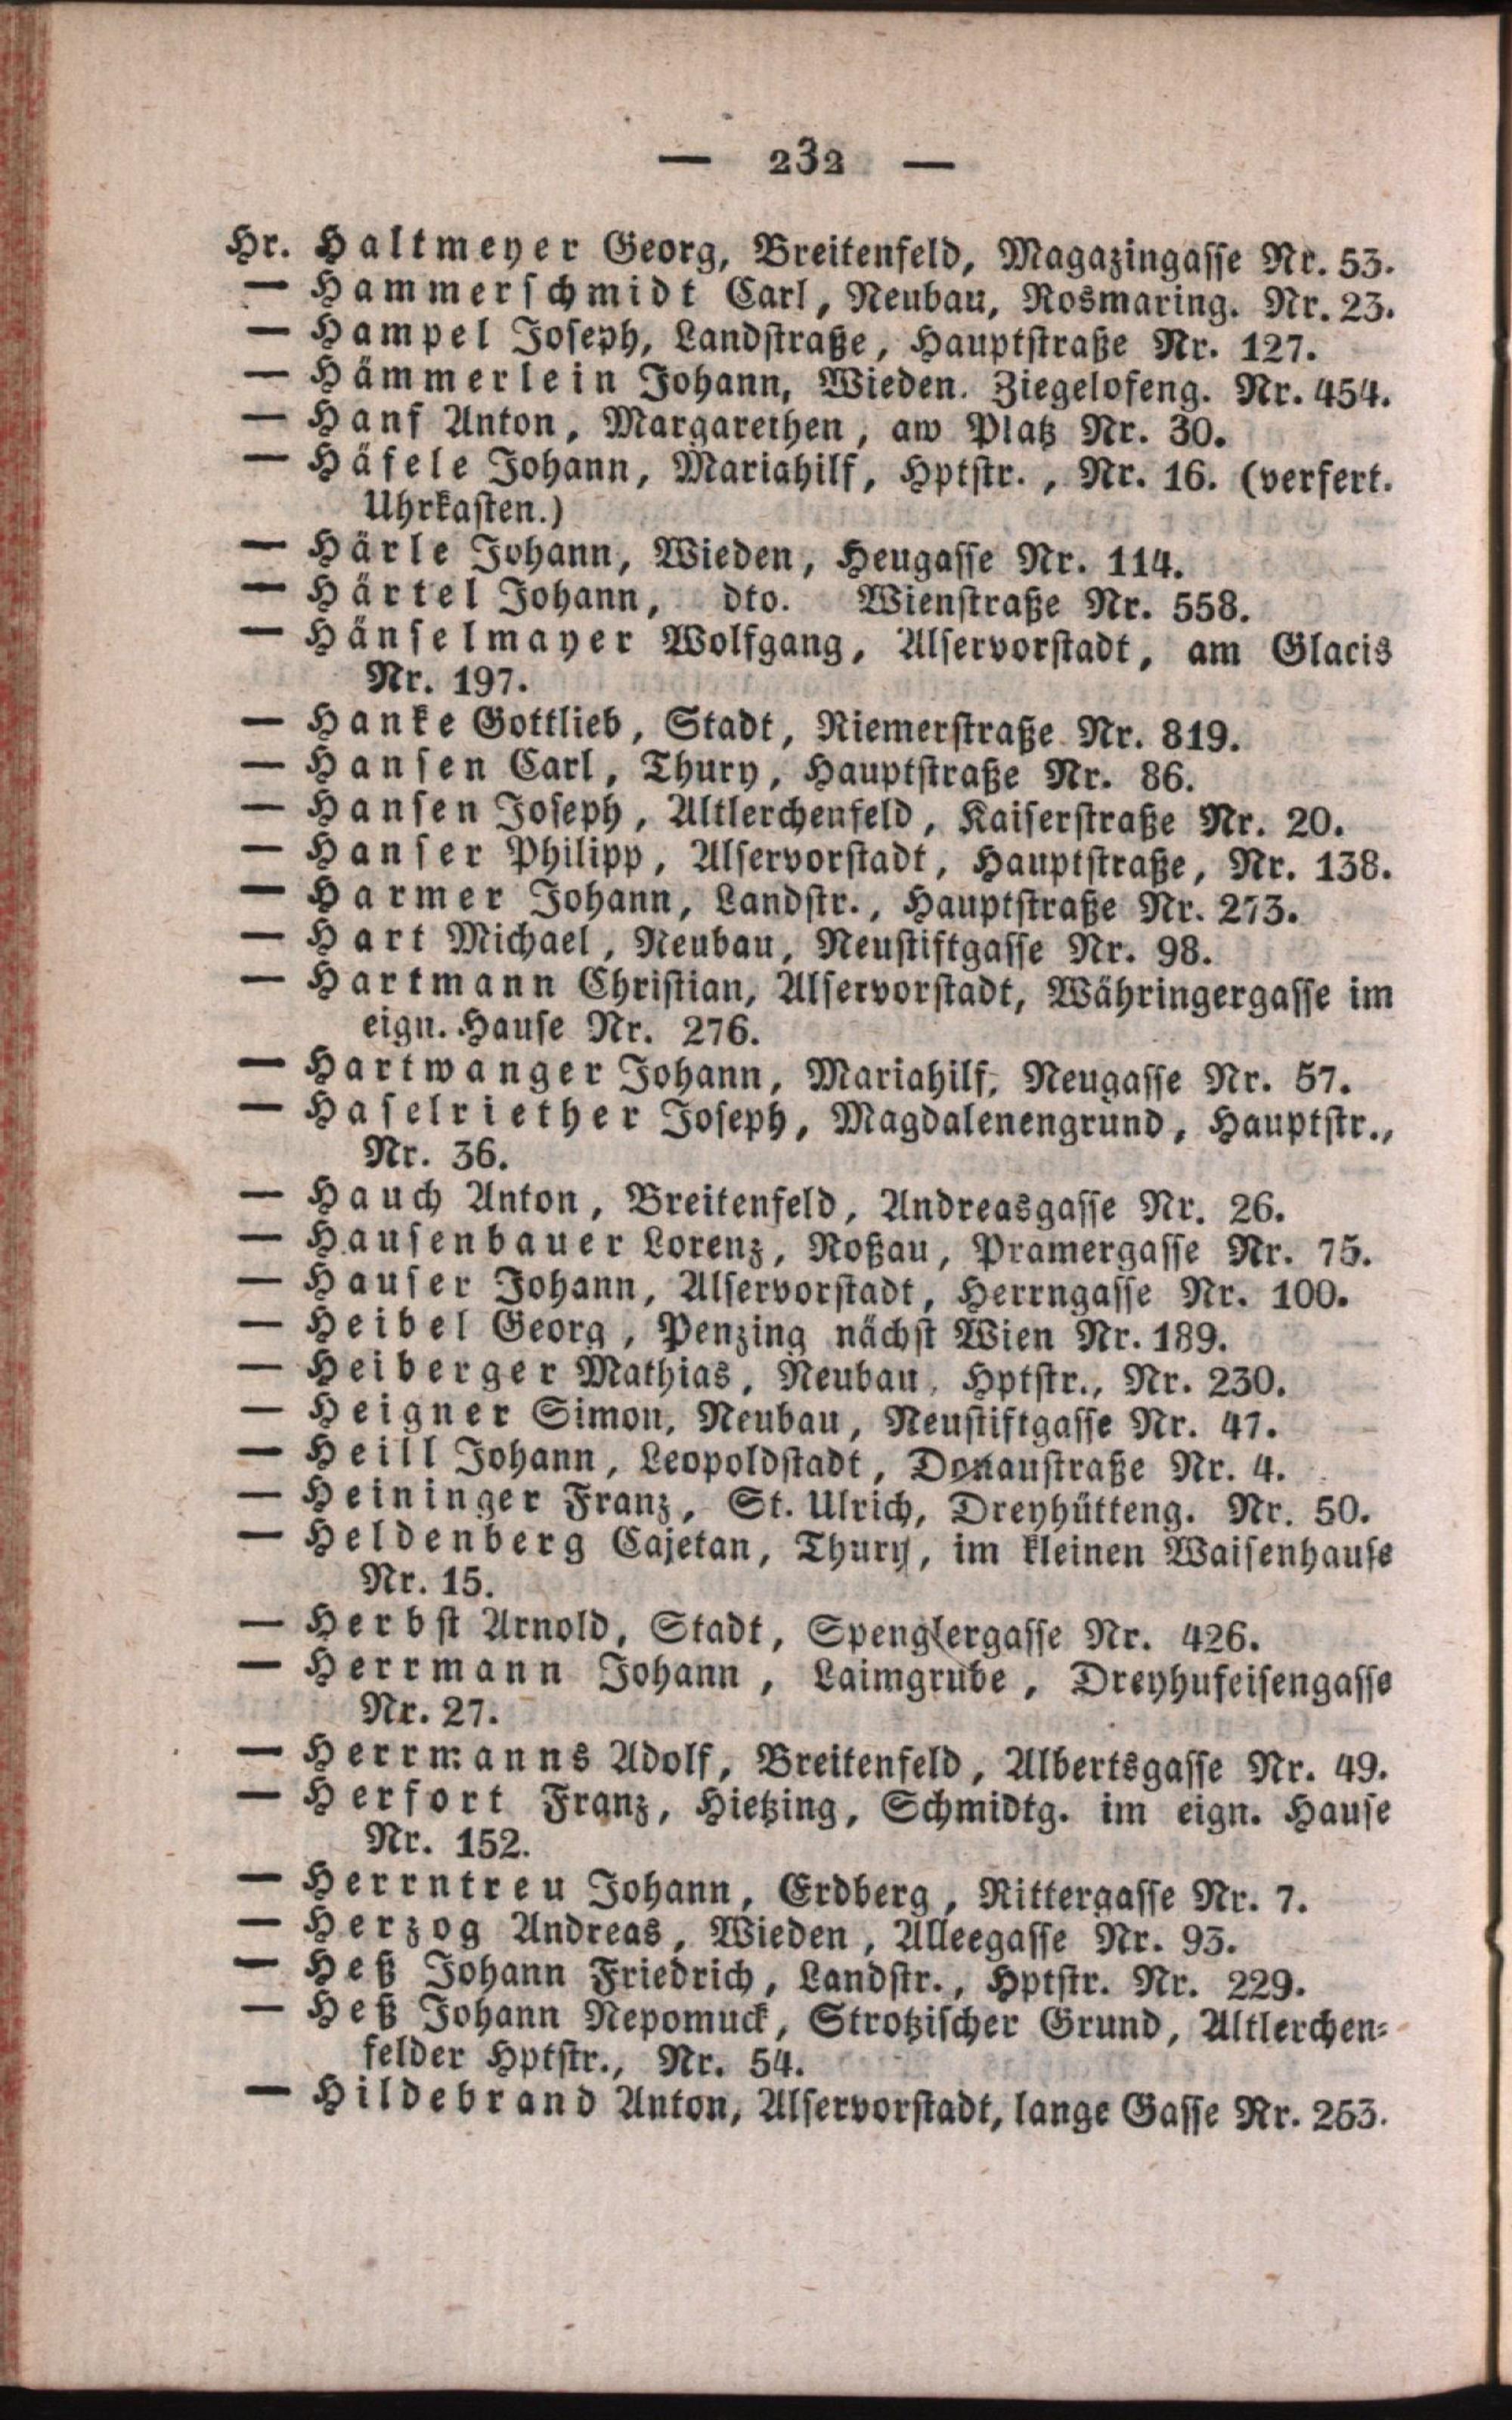 — 232 —
Hr. Haltmeyer Georg, Breitenfeld, Magazingasse Nr. 53.
— Hammerschmidt Carl, Neubau, Rosmaring. Nr. 23.
— Hampel Joseph, Landstraße, Hauptstraße Nr. 127.
— Hämmerlein Johann, Wieden. Ziegelofeng. Nr. 454.
— Hanf Anton, Margarethen, aw Platz Nr. 30.
— Häfele Johann, Mariahilf, Hptstr., Nr. 16. (verfert.
Uhrkasten.)
— Härle Johann, Wieden, Heugasse Nr. 114.
— Härtel Johann, dto. Wienstraße Nr. 558.
— Hänselmayer Wolfgang, Alservorstadt, am Glacis
Nr. 197.
— Hanke Gottlieb, Stadt, Riemerstraße Nr. 819.
— Hansen Carl, Thury, Hauptstraße Nr. 86.
— Hansen Joseph, Altlerchenfeld, Kaiserstraße Nr. 20.
— Hanser Philipp, Alservorstadt, Hauptstraße, Nr. 138.
— Harmer Johann, Landstr., Hauptstraße Nr. 273.
— Hart Michael, Neubau, Neustiftgasse Nr. 98.
— Hartmann Christian, Alservorstadt, Währingergasse im
eign. Hause Nr. 276.
— Hartwanger Johann, Mariahilf, Neugasse Nr. 57.
— Haselriether Joseph, Magdalenengrund, Hauptstr.,
Nr. 36.
— Hauch Anton, Breitenfeld, Andreasgasse Nr. 26.
— Hausenbauer Lorenz, Roßau, Pramergasse Nr. 75.
— Hauser Johann, Alservorstadt, Herrngasse Nr. 100.
— Heibel Georg, Penzing nächst Wien Nr. 189.
— Heiberger Mathias, Neubau, Hptstr., Nr. 230.
— Heigner Simon, Neubau, Neustiftgasse Nr. 47.
— Heill Johann, Leopoldstadt, Donaustraße Nr. 4.
— Heininger Franz, St. Ulrich, Dreyhütteng. Nr. 50.
— Heldenberg Cajetan, Thury, im kleinen Waisenhause
Nr. 15.
— Herbst Arnold, Stadt, Spenglergasse Nr. 426.
— Herrmann Johann, Laimgrube, Dreyhufeisengasse
Nr. 27.
— Herrmanns Adolf, Breitenfeld, Albertsgasse Nr. 49.
— Herfort Franz, Hietzing, Schmidtg. im eign. Hause
Nr. 152.
— Herrntreu Johann, Erdberg, Rittergasse Nr. 7.
— Herzog Andreas, Wieden, Alleegasse Nr. 93.
— Heß Johann Friedrich, Landstr., Hptstr. Nr. 229.
— Heß Johann Nepomuck, Strotzischer Grund, Altlerchen-
felder Hptstr., Nr. 54.
— Hildebrand Anton, Alservorstadt, lange Gasse Nr. 253.